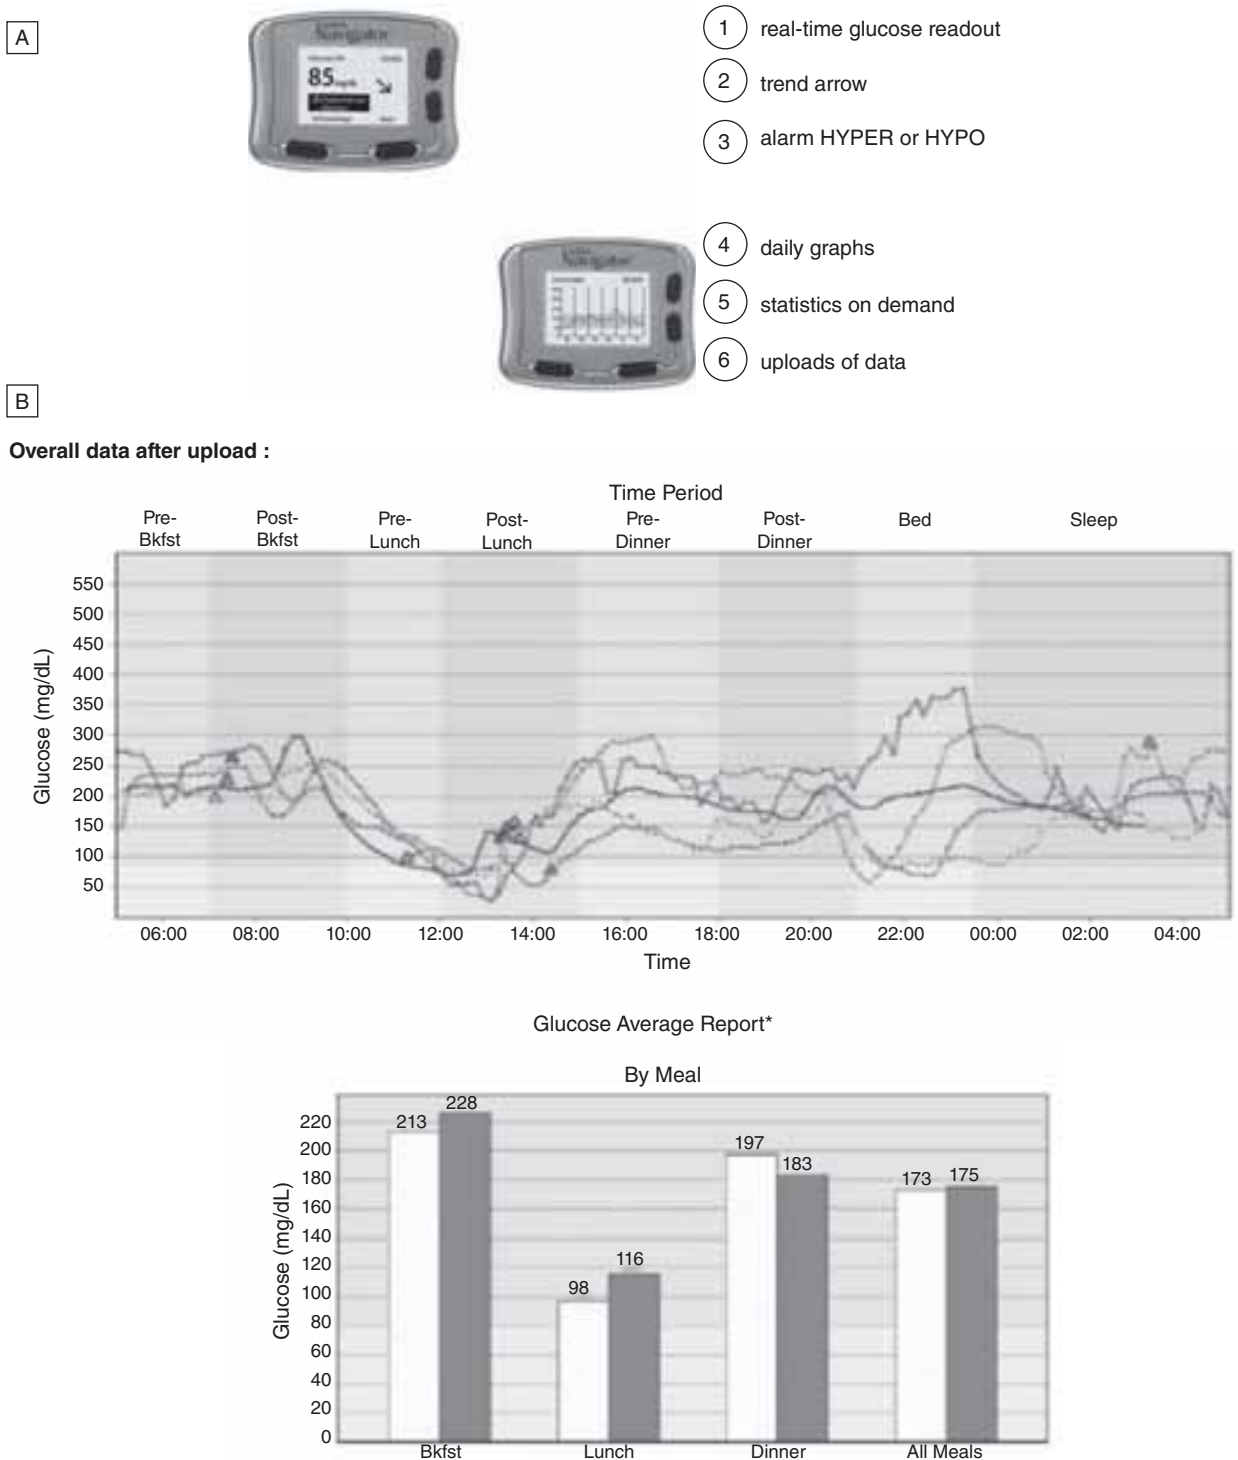 A
Navigator
85 mg/dL
1 real-time glucose readout
2 trend arrow
3 alarm HYPER or HYPO
Navigator
4 daily graphs
5 statistics on demand
6 uploads of data
B
Overall data after upload :
Time Period
Pre-
Bkfst
Post-
Bkfst
Pre-
Lunch
Post-
Lunch
Pre-
Dinner
Post-
Dinner
Bed
Sleep
Glucose (mg/dL)
550
500
450
400
350
300
250
200
150
100
50
06:00 08:00 10:00 12:00 14:00 16:00 18:00 20:00 22:00 00:00 02:00 04:00
Time
Glucose Average Report*
By Meal
Glucose (mg/dL)
220
200
180
160
140
120
100
80
60
40
20
0
213 228
98 116
197 183
173 175
Bkfst Lunch Dinner All Meals